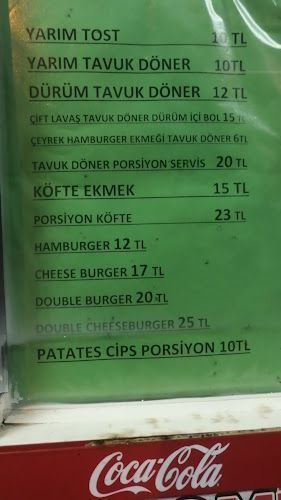 YARIM TOST 10 TL
YARIM TAVUK DÖNER 10TL
DÜRÜM TAVUK DÖNER 12 TL
ÇİFT LAVAŞ TAVUK DÖNER DÜRÜM İÇİ BOL 15 TL
ÇEYREK HAMBURGER EKMEĞİ TAVUK DÖNER 6TL
TAVUK DÖNER PORSİYON SERVİS 20 TL
KÖFTE EKMEK 15 TL
PORSİYON KÖFTE 23 TL
HAMBURGER 12 TL
CHEESE BURGER 17 TL
DOUBLE BURGER 20 TL
DOUBLE CHEESEBURGER 25 TL
PATATES CİPS PORSİYON 10TL
Coca-Cola